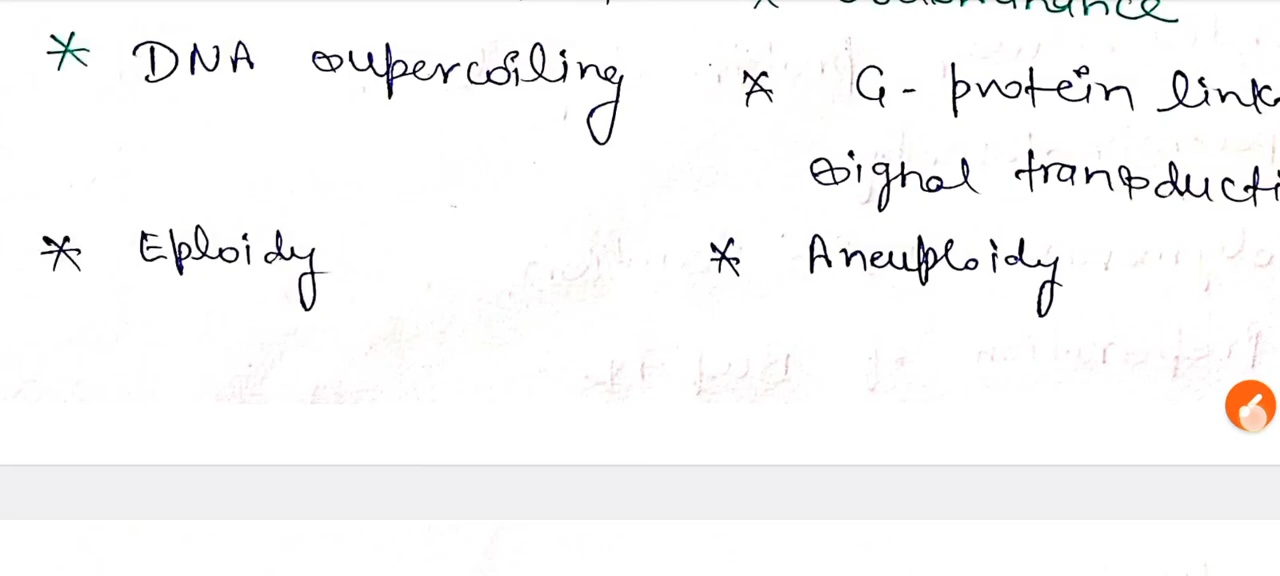 * DNA supercoiling
* Eploidy
* G-protein link
signal transducti
* Aneuploidy